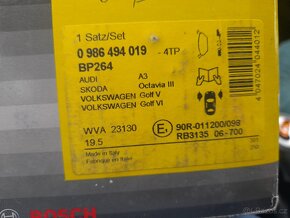 1 Satz/Set
0 986 494 019 - 4TP
BP264
AUDI A3
SKODA Octavia III
VOLKSWAGEN Golf V
VOLKSWAGEN Golf VI
WVA 23130
19.5
E 90R-011200/098
RB3135 06-700
Made in Italy
Fabriqué en Italie
4 047024 044012
BOSCH